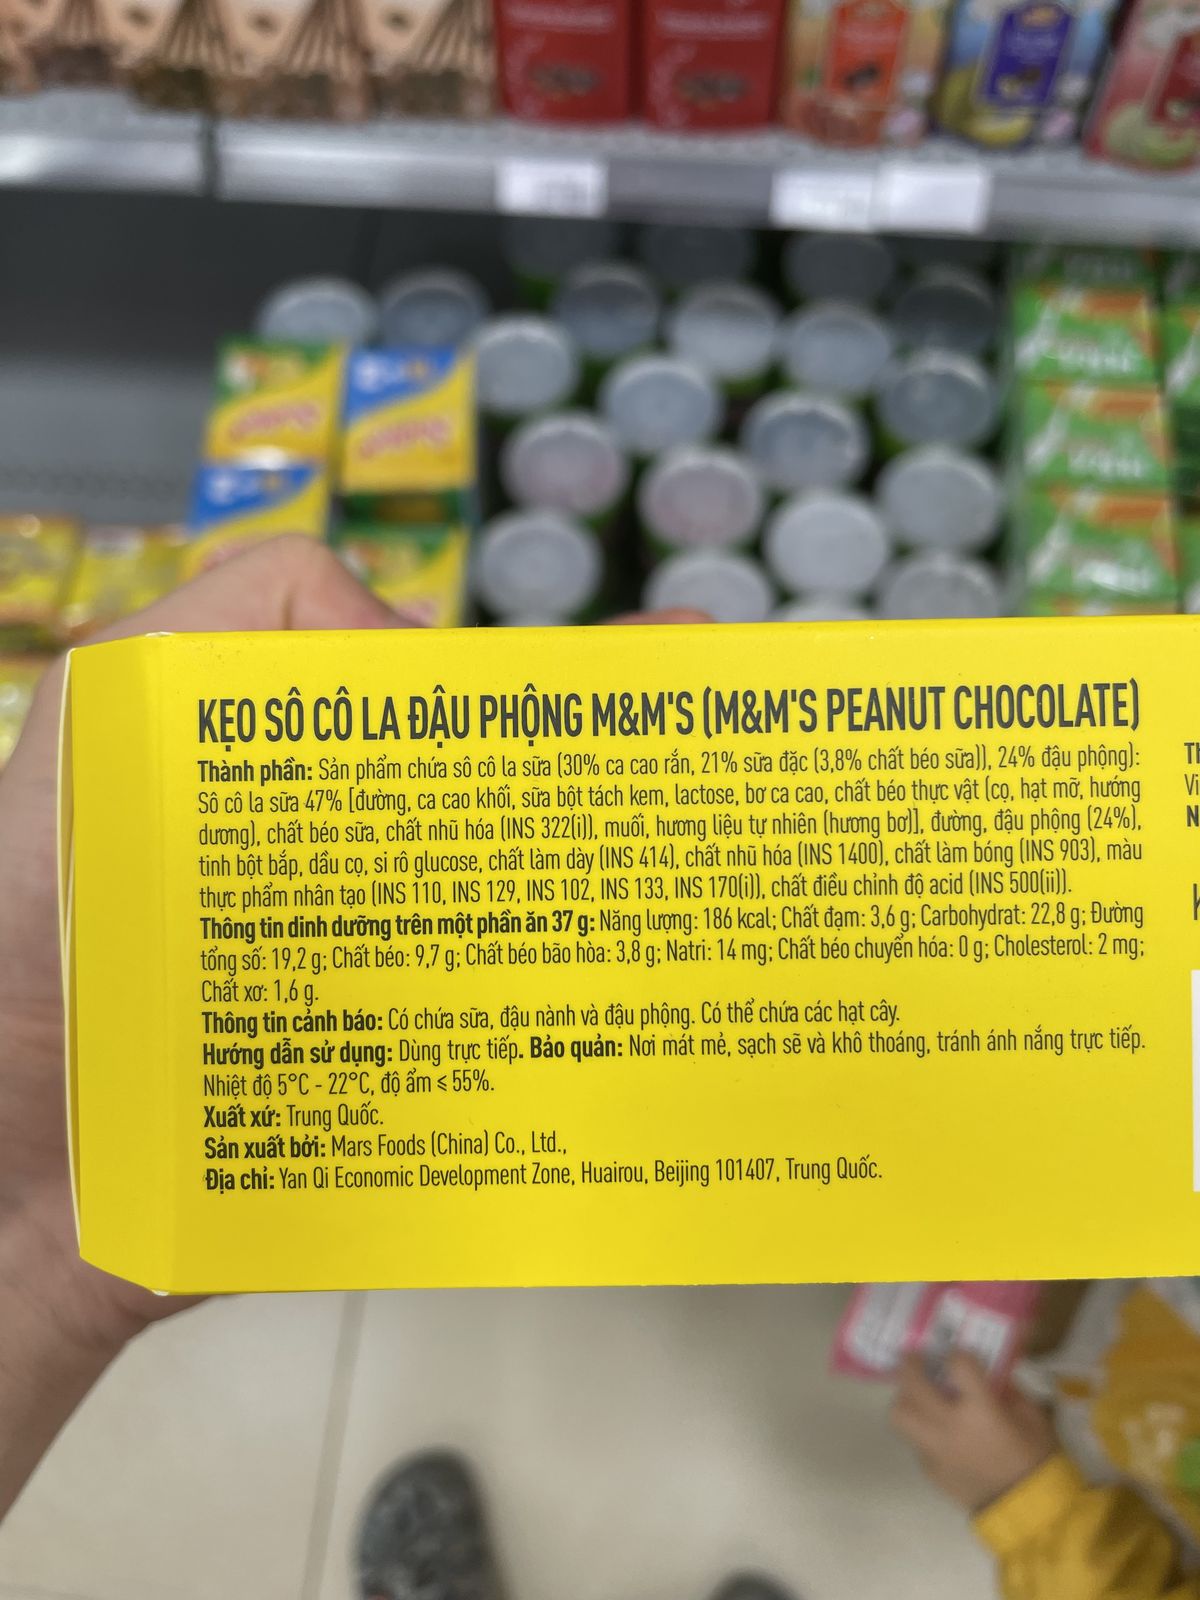 KẸO SÔ CÔ LA ĐẬU PHỘNG M&M'S (M&M'S PEANUT CHOCOLATE)
Thành phần: Sản phẩm chứa sô cô la sữa (30% ca cao rắn, 21% sữa đặc (3,8% chất béo sữa)), 24% đậu phộng):
Sô cô la sữa 47% [đường, ca cao khối, sữa bột tách kem, lactose, bơ ca cao, chất béo thực vật (cọ, hạt mỡ, hướng
dương), chất béo sữa, chất nhũ hóa (INS 322(i)), muối, hương liệu tự nhiên (hương bơ)], đường, đậu phộng (24%),
tinh bột bắp, dầu cọ, si rô glucose, chất làm dày (INS 414), chất nhũ hóa (INS 1400), chất làm bóng (INS 903), màu
thực phẩm nhân tạo (INS 110, INS 129, INS 102, INS 133, INS 170(i)), chất điều chỉnh độ acid (INS 500(ii)).
Thông tin dinh dưỡng trên một phần ăn 37 g: Năng lượng: 186 kcal; Chất đạm: 3,6 g; Carbohydrat: 22,8 g; Đường
tổng số: 19,2 g; Chất béo: 9,7 g; Chất béo bão hòa: 3,8 g; Natri: 14 mg; Chất béo chuyển hóa: 0 g; Cholesterol: 2 mg;
Chất xơ: 1,6 g.
Thông tin cảnh báo: Có chứa sữa, đậu nành và đậu phộng. Có thể chứa các hạt cây.
Hướng dẫn sử dụng: Dùng trực tiếp. Bảo quản: Nơi mát mẻ, sạch sẽ và khô thoáng, tránh ánh nắng trực tiếp.
Nhiệt độ 5°C - 22°C, độ ẩm ≤ 55%.
Xuất xứ: Trung Quốc.
Sản xuất bởi: Mars Foods (China) Co., Ltd.,
Địa chỉ: Yan Qi Economic Development Zone, Huairou, Beijing 101407, Trung Quốc.